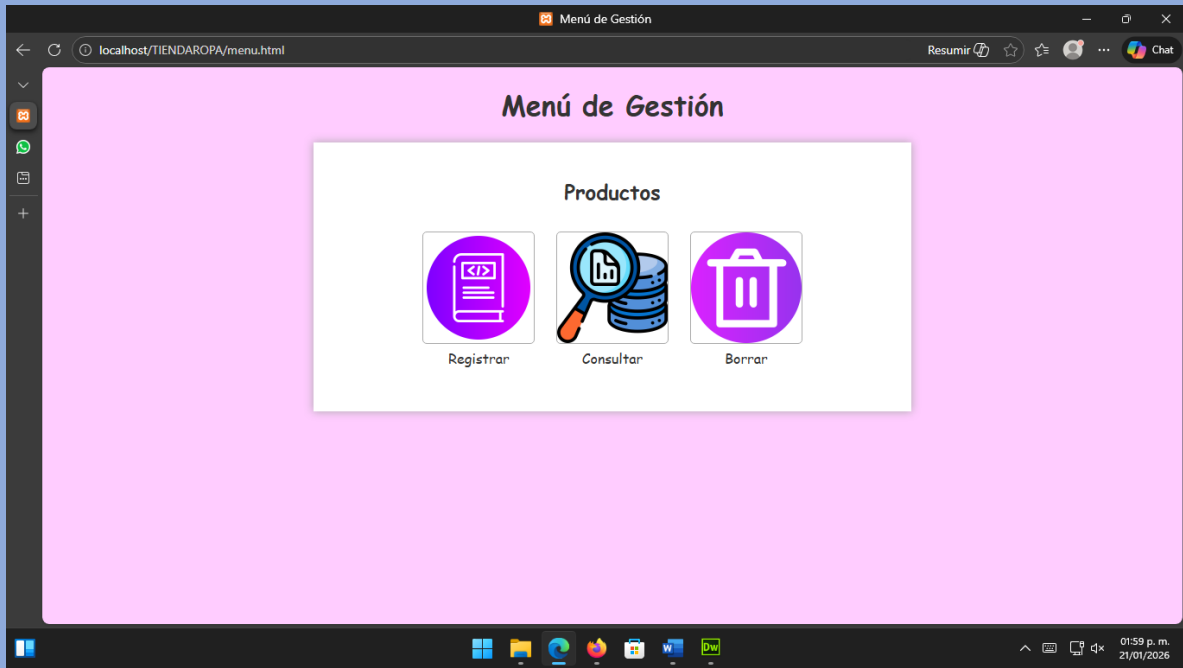 Menú de Gestión
localhost/TIENDAROPA/menu.html
Resumir
Chat
Menú de Gestión
Productos
</>
Registrar
Consultar
Borrar
W
Dw
01:59 p. m.
21/01/2026